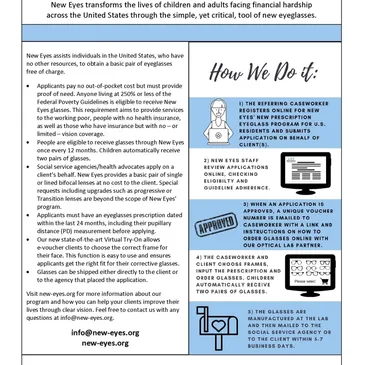 New Eyes transforms the lives of children and adults facing financial hardship
across the United States through the simple, yet critical, tool of new eyeglasses.
New Eyes assists individuals in the United States, who have
no other resources, to obtain a basic pair of eyeglasses
free of charge.
• Applicants pay no out-of-pocket cost but must provide
proof of need. Anyone living at 250% or less of the
Federal Poverty Guidelines is eligible to receive New
Eyes glasses. This requirement aims to provide services
to the working poor, people with no health insurance,
as well as those who have insurance but with no – or
limited – vision coverage.
• People are eligible to receive glasses through New Eyes
once every 12 months. Children automatically receive
two pairs of glasses.
• Social service agencies/health advocates apply on a
client's behalf. New Eyes provides a basic pair of single
or lined bifocal lenses at no cost to the client. Special
requests including upgrades such as progressive or
Transition lenses are beyond the scope of New Eyes'
program.
• Applicants must have an eyeglasses prescription dated
within the last 24 months, including their pupillary
distance (PD) measurement before applying.
• Our new-state-of-the-art Virtual Try-On allows
e-voucher clients to choose the correct frame for
their face. This function is easy to use and ensures
applicants get the right fit for their corrective glasses.
• Glasses can be shipped either directly to the client or
to the agency that placed the application.
Visit new-eyes.org for more information about our
program and how you can help your clients improve their
lives through clear vision. Feel free to contact us with any
questions at info@new-eyes.org.
info@new-eyes.org
new-eyes.org
How We Do it:
1) THE REFERRING CASEWORKER
REGISTERS ONLINE FOR NEW
EYES' NEW PRESCRIPTION
EYEGLASS PROGRAM FOR U.S.
RESIDENTS AND SUBMITS
APPLICATION ON BEHALF OF
CLIENT(S).
2) NEW EYES STAFF
REVIEW APPLICATIONS
ONLINE, CHECKING
ELIGIBILTY AND
GUIDELINE ADHERENCE.
3) WHEN AN APPLICATION IS
APPROVED, A UNIQUE VOUCHER
NUMBER IS EMAILED TO
CASEWORKER WITH A LINK AND
INSTRUCTIONS ON HOW TO
ORDER GLASSES ONLINE WITH
OUR OPTICAL LAB PARTNER.
APPROVED
4) THE CASEWORKER AND
CLIENT CHOOSE FRAMES,
INPUT THE PRESCRIPTION AND
ORDER GLASSES. CHILDREN
AUTOMATICALLY RECEIVE
TWO PAIRS OF GLASSES.
Please select:
5) THE GLASSES ARE
MANUFACTURED AT THE LAB
AND THEN MAILED TO THE
SOCIAL SERVICE AGENCY OR
TO THE CLIENT WITHIN 5-7
BUSINESS DAYS.